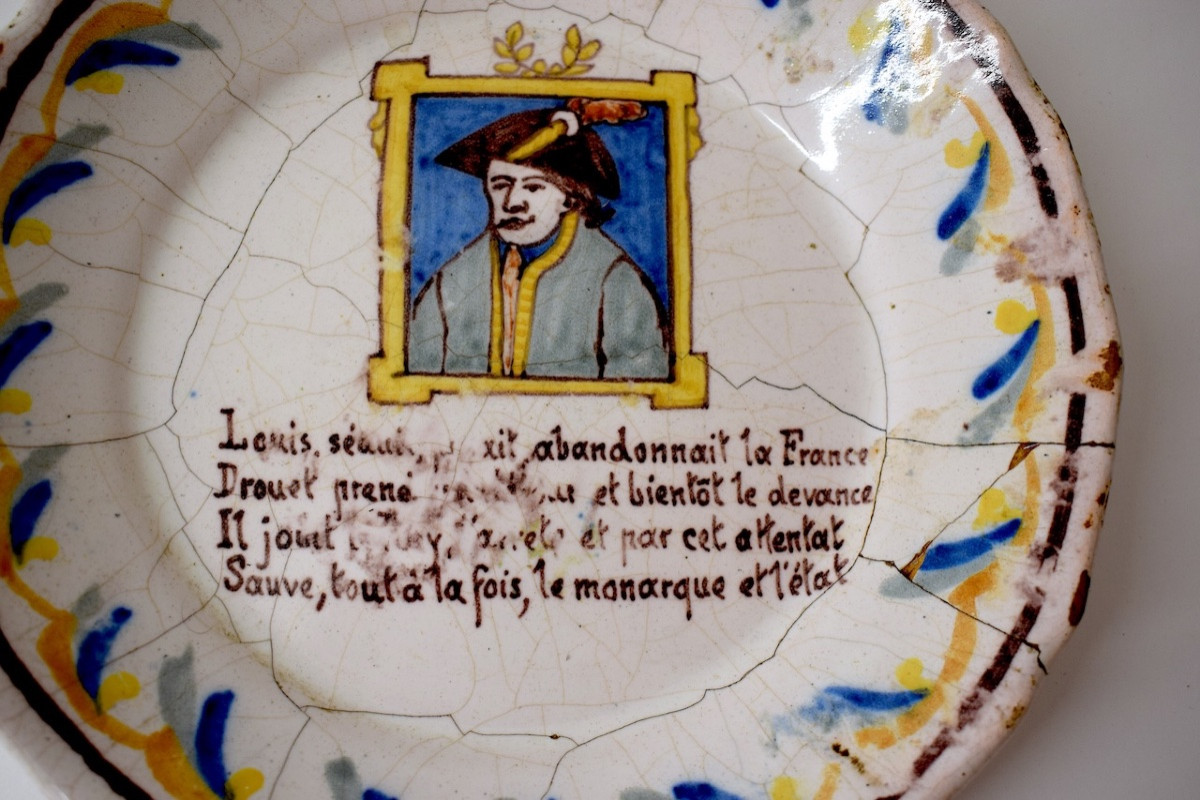 Louis, abandonnait la France
Drouet prend et bientôt le devance
Il joint et par cet attentat
Sauve, tout à la fois, le monarque et l'état